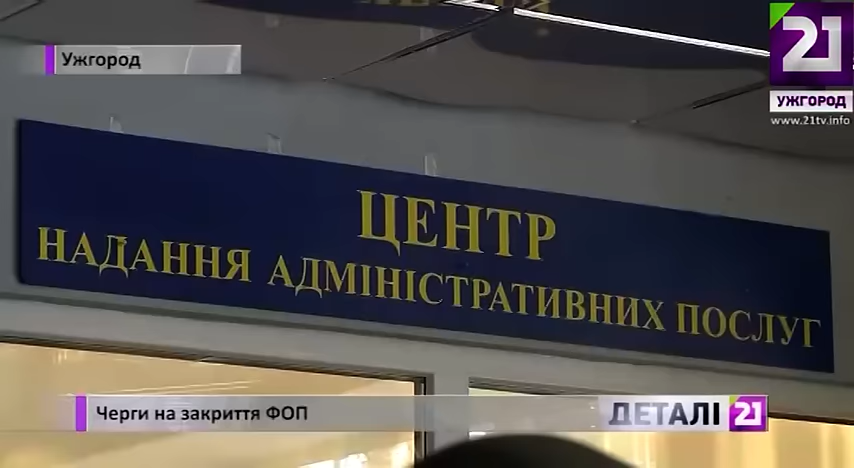 Ужгород
21
УЖГОРОД
www.21tv.info
ЦЕНТР
НАДАННЯ АДМІНІСТРАТИВНИХ ПОСЛУГ
Черги на закриття ФОП
ДЕТАЛІ 21